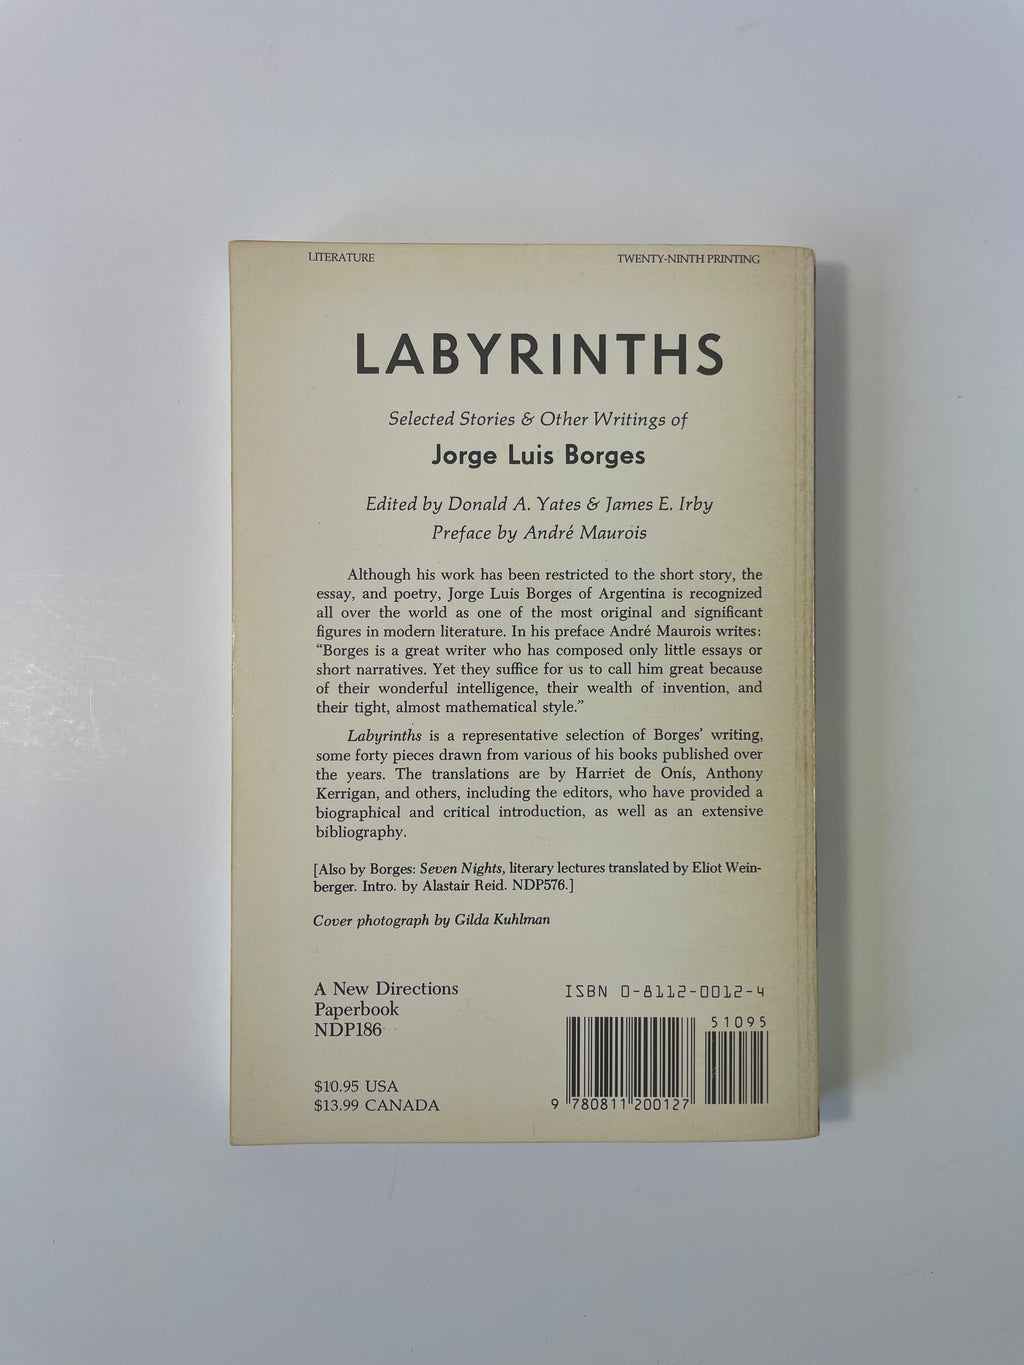 LITERATURE TWENTY-NINTH PRINTING
LABYRINTHS
Selected Stories & Other Writings of
Jorge Luis Borges
Edited by Donald A. Yates & James E. Irby
Preface by André Maurois
Although his work has been restricted to the short story, the
essay, and poetry, Jorge Luis Borges of Argentina is recognized
all over the world as one of the most original and significant
figures in modern literature. In his preface André Maurois writes:
“Borges is a great writer who has composed only little essays or
short narratives. Yet they suffice for us to call him great because
of their wonderful intelligence, their wealth of invention, and
their tight, almost mathematical style.”
Labyrinths is a representative selection of Borges’ writing,
some forty pieces drawn from various of his books published over
the years. The translations are by Harriet de Onís, Anthony
Kerrigan, and others, including the editors, who have provided a
biographical and critical introduction, as well as an extensive
bibliography.
[Also by Borges: Seven Nights, literary lectures translated by Eliot Wein-
berger. Intro. by Alastair Reid. NDP576.]
Cover photograph by Gilda Kuhlman
A New Directions
Paperbook
NDP186
$10.95 USA
$13.99 CANADA
ISBN 0-8112-0012-4
51095
9 780811 200127